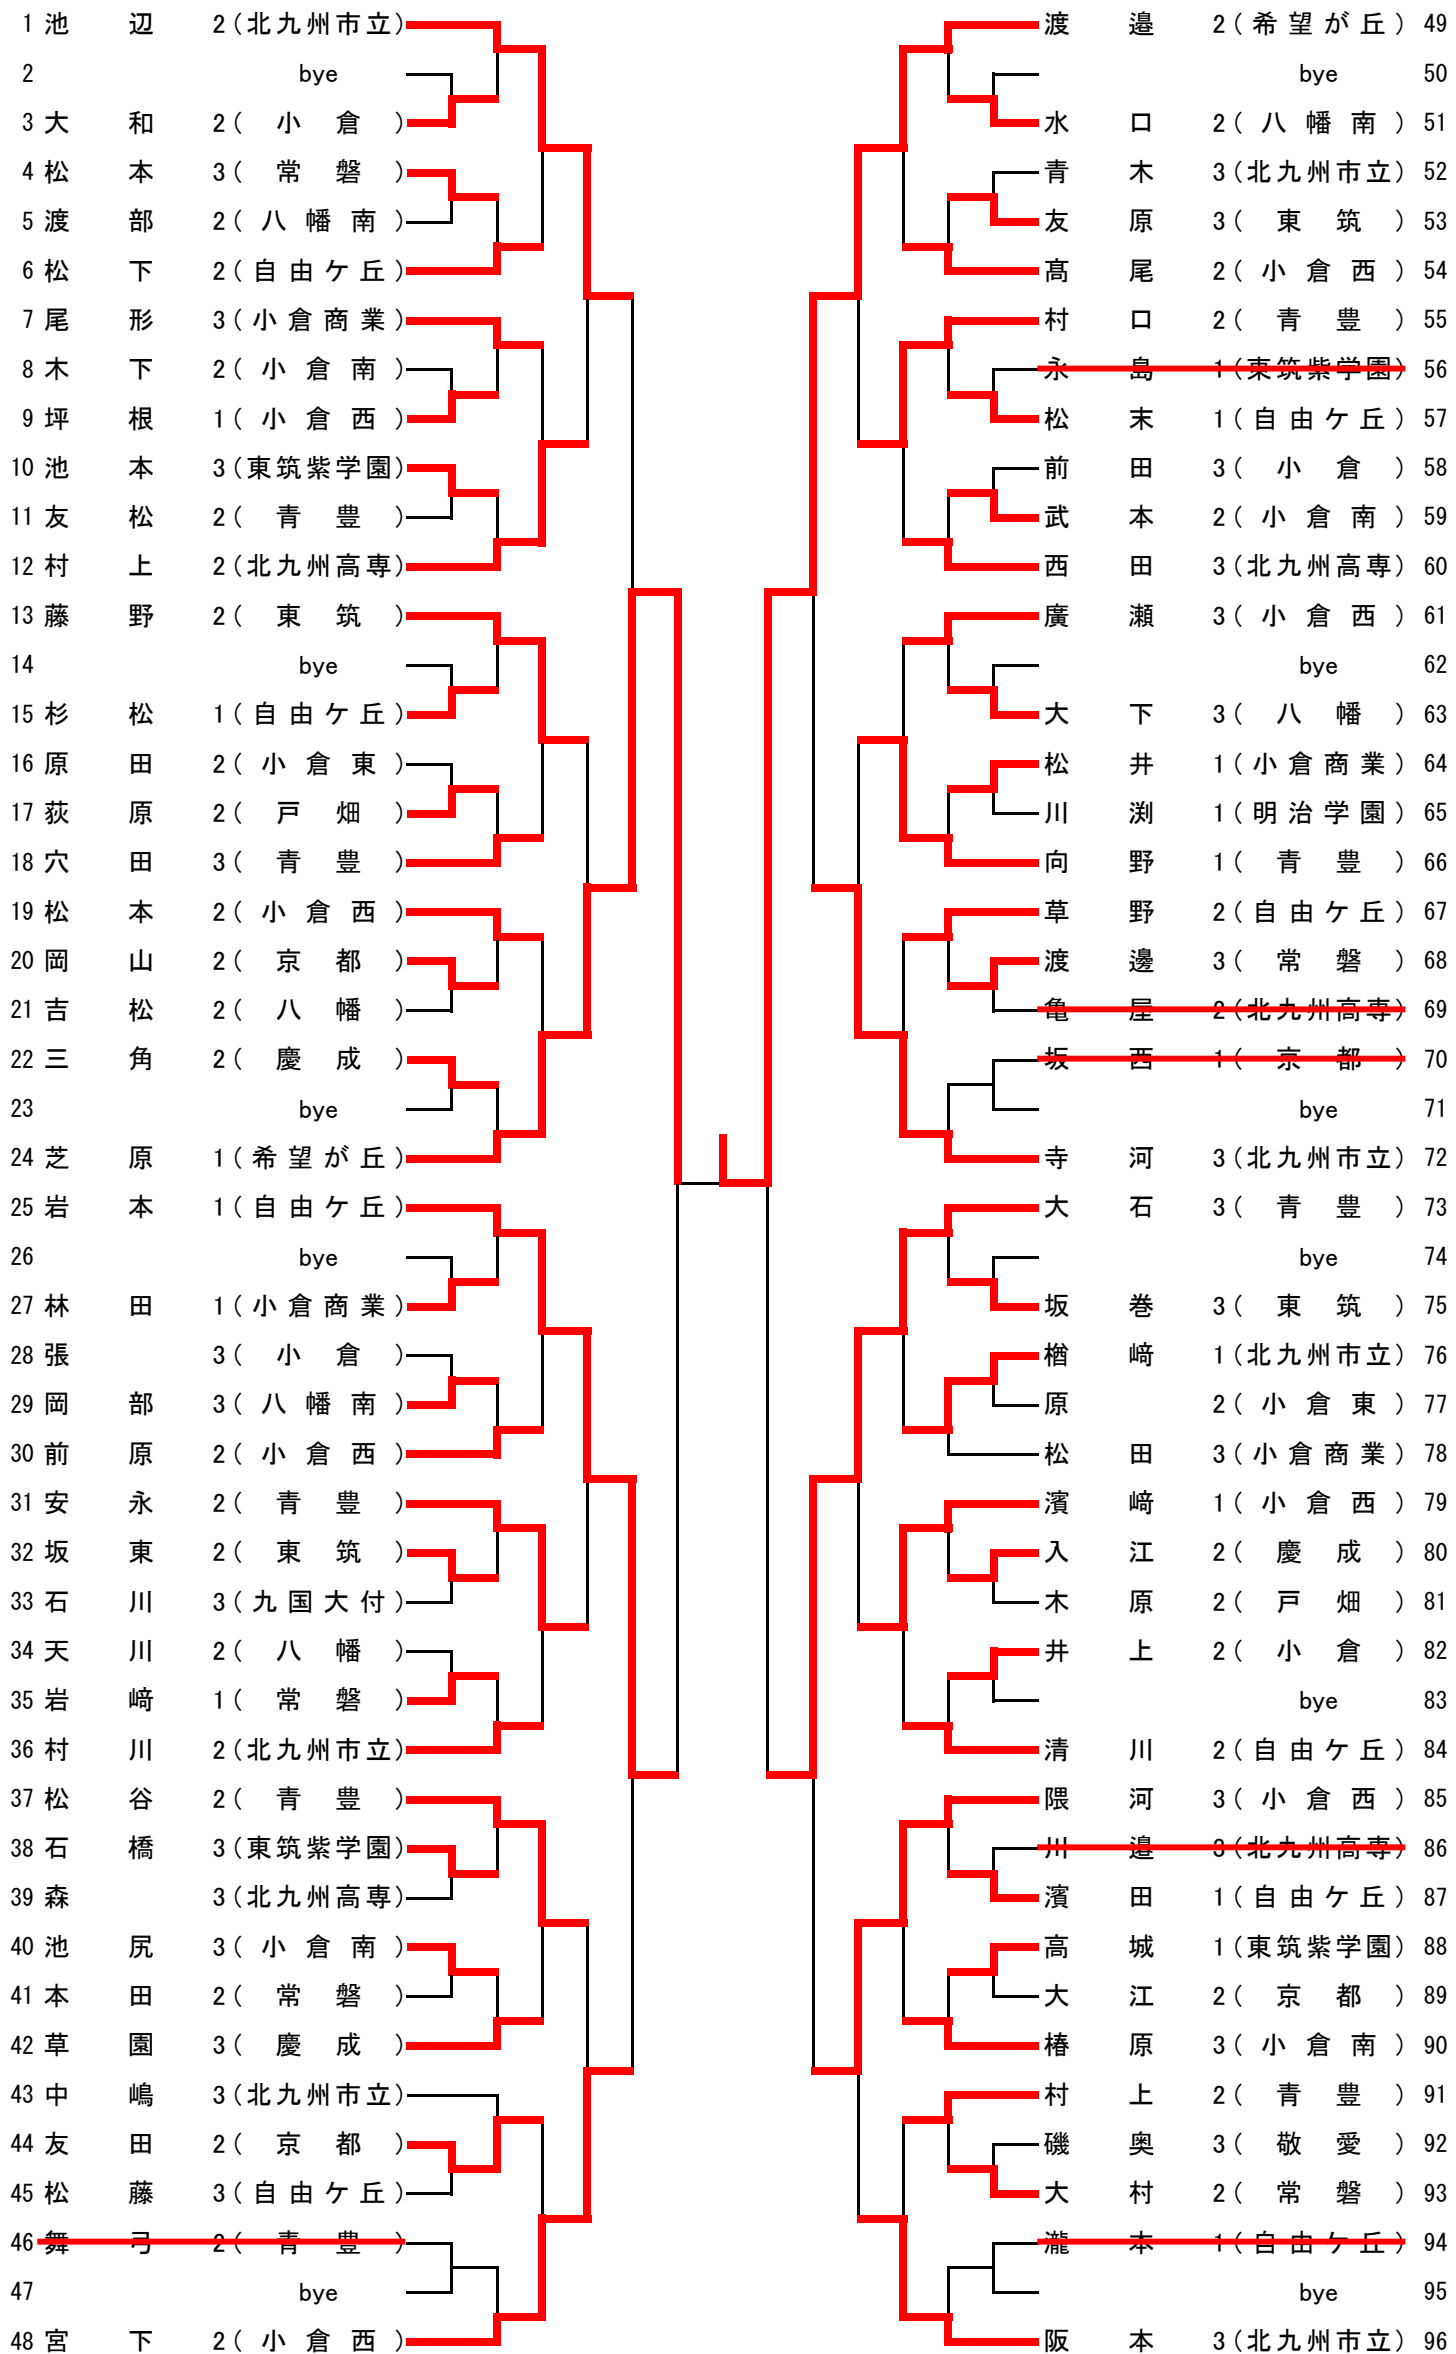 1 池辺 2(北九州市立)
2 bye
3 大和 2(小倉)
4 松本 3(常磐)
5 渡部 2(八幡南)
6 松下 2(自由ケ丘)
7 尾形 3(小倉商業)
8 木下 2(小倉南)
9 坪根 1(小倉西)
10 池本 3(東筑紫学園)
11 友松 2(青豊)
12 村上 2(北九州高専)
13 藤野 2(東筑)
14 bye
15 杉松 1(自由ケ丘)
16 原田 2(小倉東)
17 荻原 2(戸畑)
18 穴田 3(青豊)
19 松本 2(小倉西)
20 岡山 2(京都)
21 吉松 2(八幡)
22 三角 2(慶成)
23 bye
24 芝原 1(希望が丘)
25 岩本 1(自由ケ丘)
26 bye
27 林田 1(小倉商業)
28 張 3(小倉)
29 岡部 3(八幡南)
30 前原 2(小倉西)
31 安永 2(青豊)
32 坂東 2(東筑)
33 石川 3(九国大付)
34 天川 2(八幡)
35 岩﨑 1(常磐)
36 村川 2(北九州市立)
37 松谷 2(青豊)
38 石橋 3(東筑紫学園)
39 森 3(北九州高専)
40 池尻 3(小倉南)
41 本田 2(常磐)
42 草園 3(慶成)
43 中嶋 3(北九州市立)
44 友田 2(京都)
45 松藤 3(自由ケ丘)
46 舞弓 2(青豊)
47 bye
48 宮下 2(小倉西)
渡邉 2(希望が丘) 49
bye 50
水口 2(八幡南) 51
青木 3(北九州市立) 52
友原 3(東筑) 53
髙尾 2(小倉西) 54
村口 2(青豊) 55
永島 1(東筑紫学園) 56
松末 1(自由ケ丘) 57
前田 3(小倉) 58
武本 2(小倉南) 59
西田 3(北九州高専) 60
廣瀬 3(小倉西) 61
bye 62
大下 3(八幡) 63
松井 1(小倉商業) 64
川渕 1(明治学園) 65
向野 1(青豊) 66
草野 2(自由ケ丘) 67
渡邊 3(常磐) 68
亀屋 2(北九州高専) 69
坂西 1(京都) 70
bye 71
寺河 3(北九州市立) 72
大石 3(青豊) 73
bye 74
坂巻 3(東筑) 75
楢﨑 1(北九州市立) 76
原 2(小倉東) 77
松田 3(小倉商業) 78
濱﨑 1(小倉西) 79
入江 2(慶成) 80
木原 2(戸畑) 81
井上 2(小倉) 82
bye 83
清川 2(自由ケ丘) 84
隈河 3(小倉西) 85
川邉 3(北九州高専) 86
濱田 1(自由ケ丘) 87
高城 1(東筑紫学園) 88
大江 2(京都) 89
椿原 3(小倉南) 90
村上 2(青豊) 91
磯奥 3(敬愛) 92
大村 2(常磐) 93
瀧本 1(自由ケ丘) 94
bye 95
阪本 3(北九州市立) 96